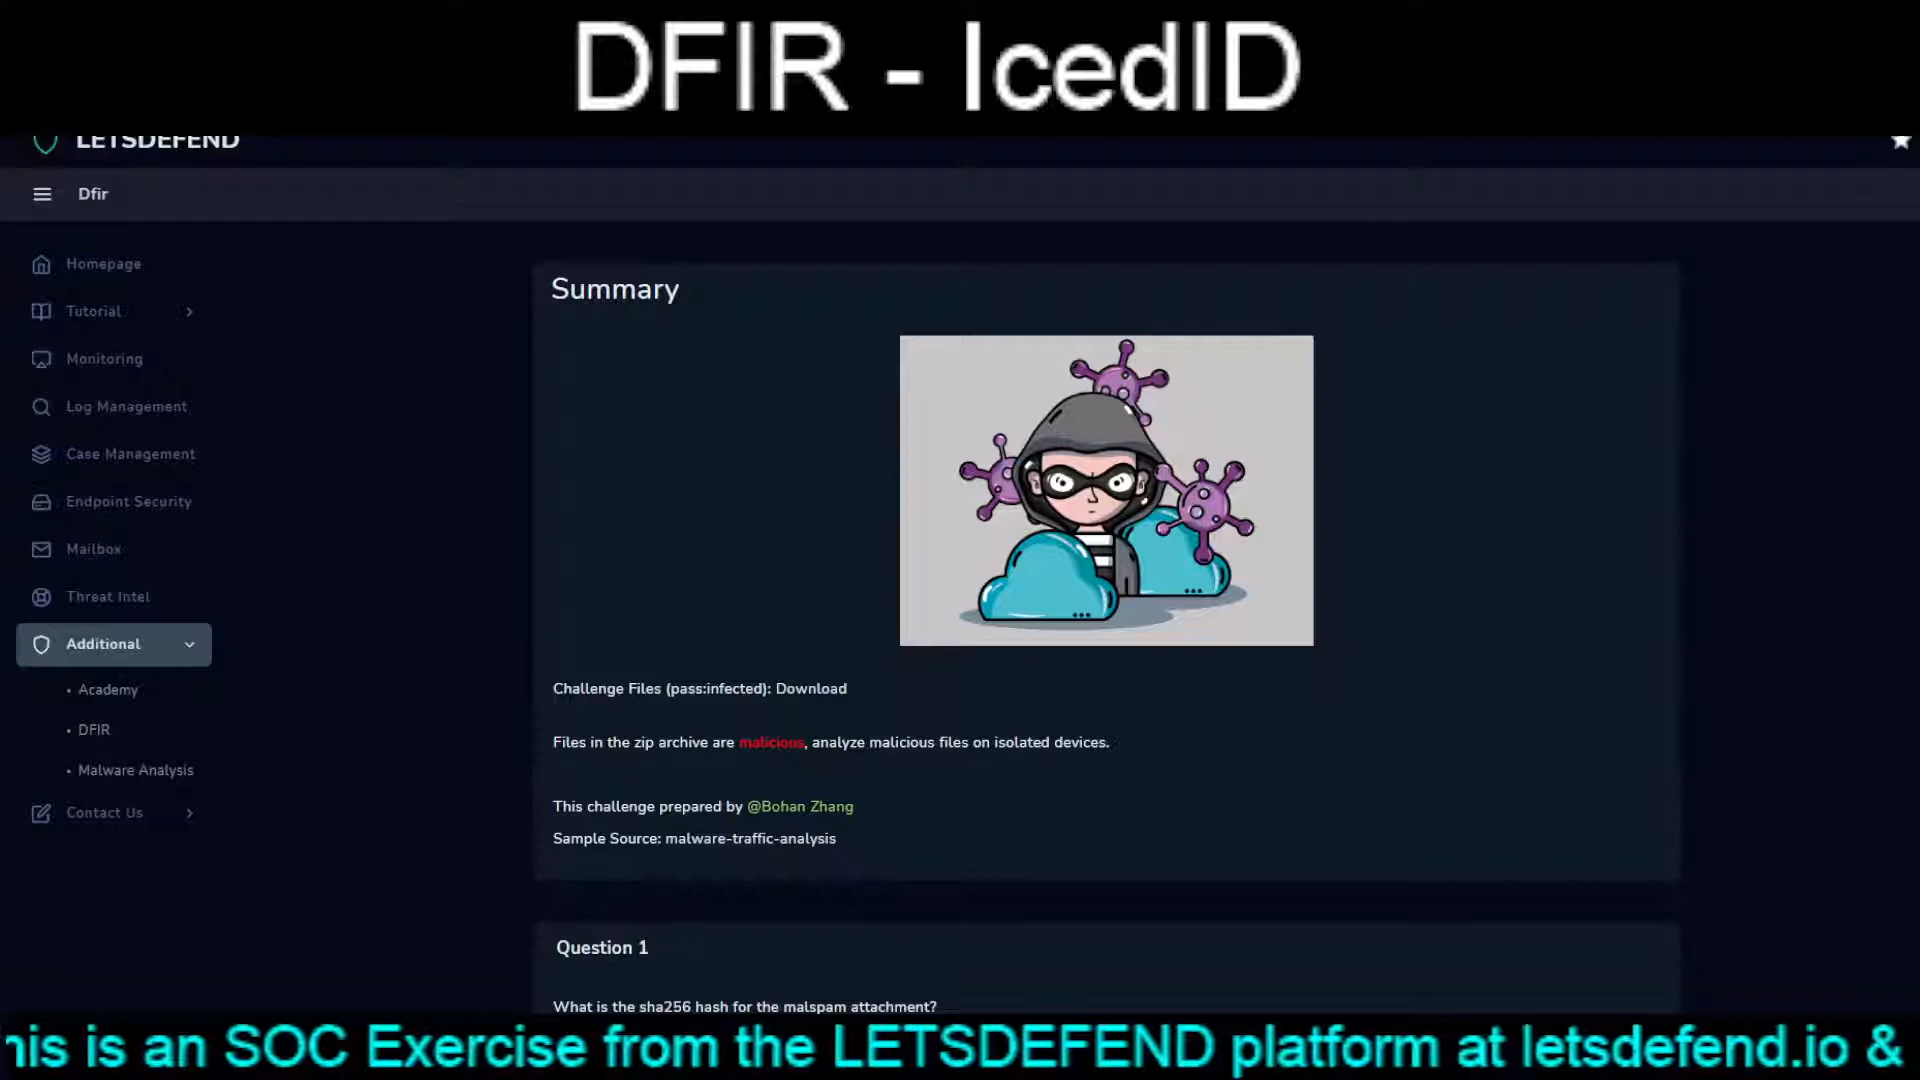 DFIR - IcedID
LETSDEFEND
Dfir
Homepage
Tutorial
Monitoring
Log Management
Case Management
Endpoint Security
Mailbox
Threat Intel
Additional
Academy
DFIR
Malware Analysis
Contact Us
Summary
Challenge Files (pass:infected): Download
Files in the zip archive are malicious, analyze malicious files on isolated devices.
This challenge prepared by @Bohan Zhang
Sample Source: malware-traffic-analysis
Question 1
What is the sha256 hash for the malspam attachment?
his is an SOC Exercise from the LETSDEFEND platform at letsdefend.io &